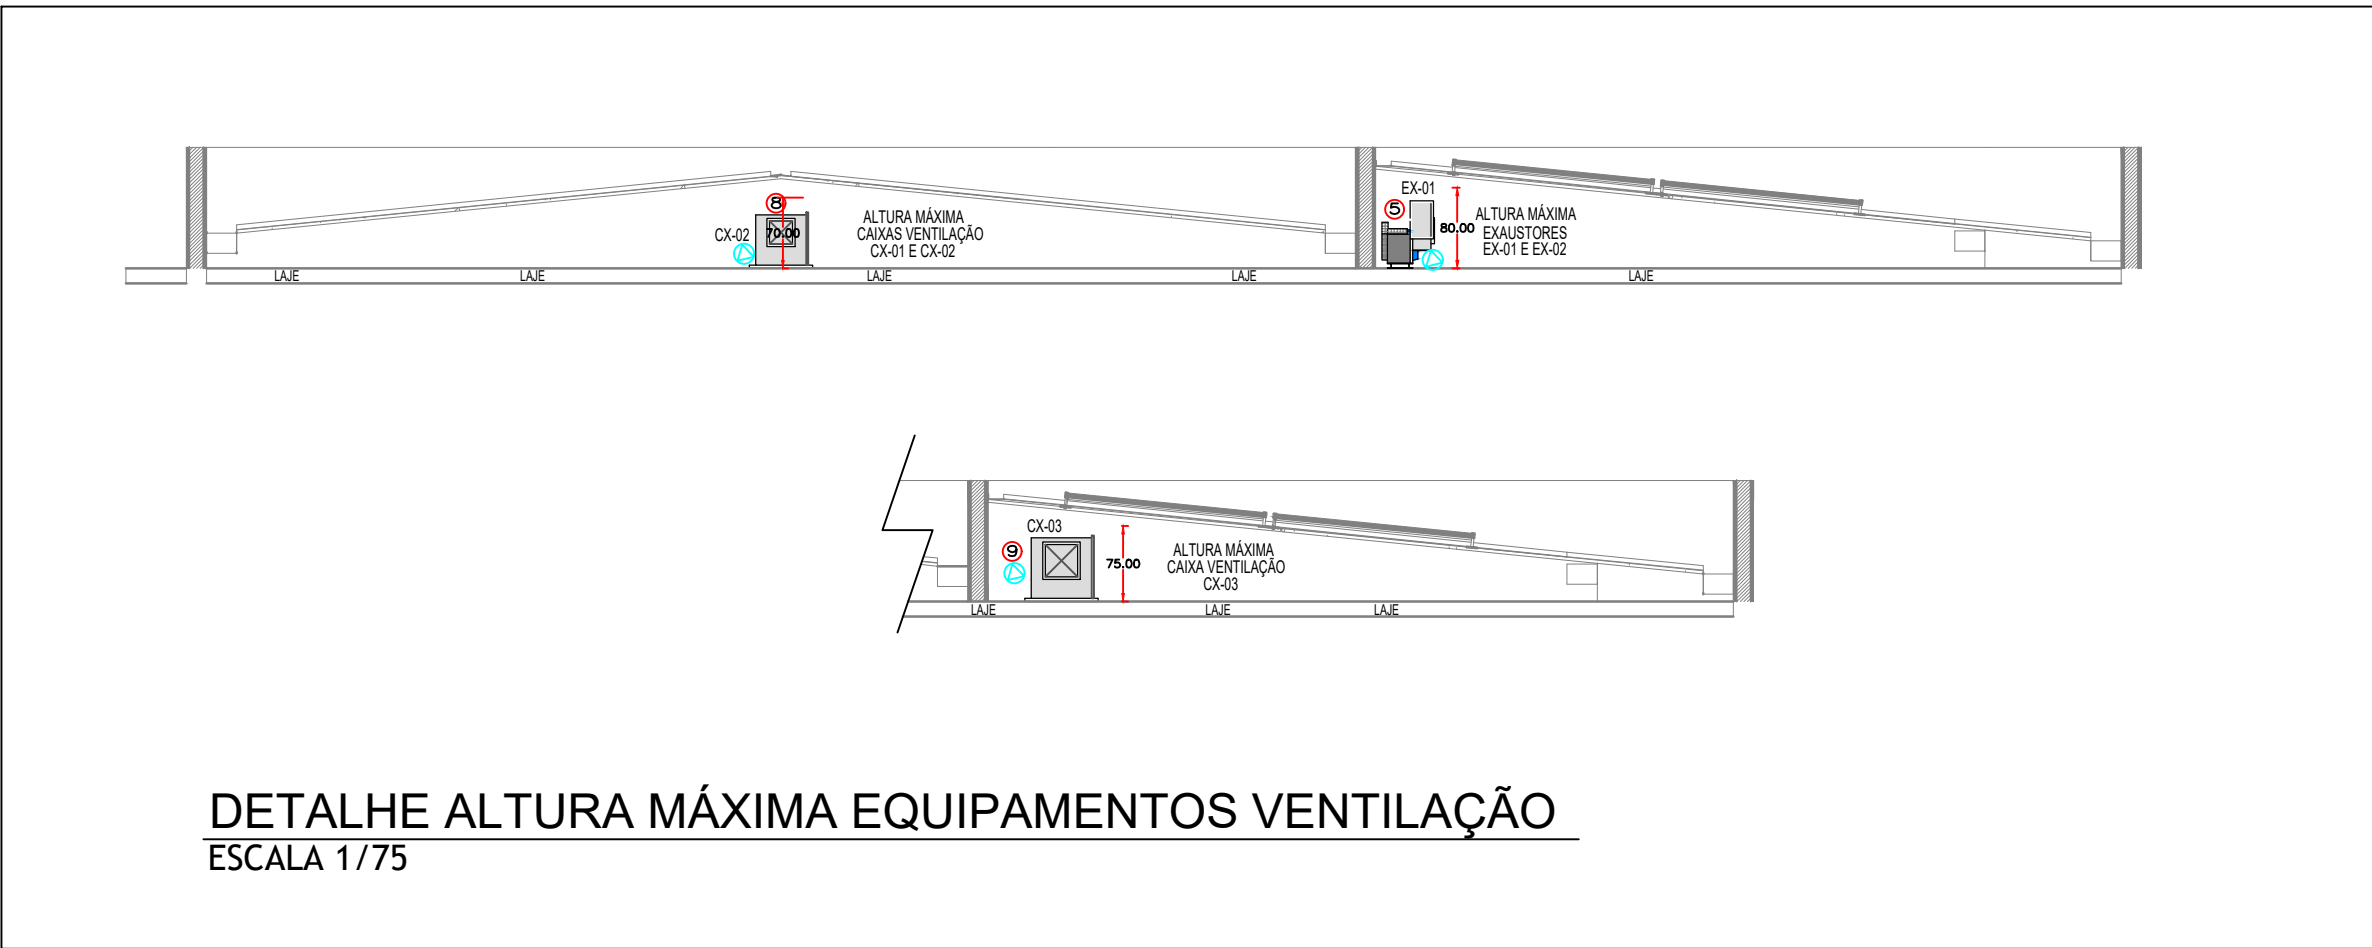 8
CX-02
70.00
ALTURA MÁXIMA
CAIXAS VENTILAÇÃO
CX-01 E CX-02
EX-01
5
80.00
ALTURA MÁXIMA
EXAUSTORES
EX-01 E EX-02
LAJE
LAJE
LAJE
LAJE
LAJE
CX-03
9
75.00
ALTURA MÁXIMA
CAIXA VENTILAÇÃO
CX-03
LAJE
LAJE
LAJE
DETALHE ALTURA MÁXIMA EQUIPAMENTOS VENTILAÇÃO
ESCALA 1/75